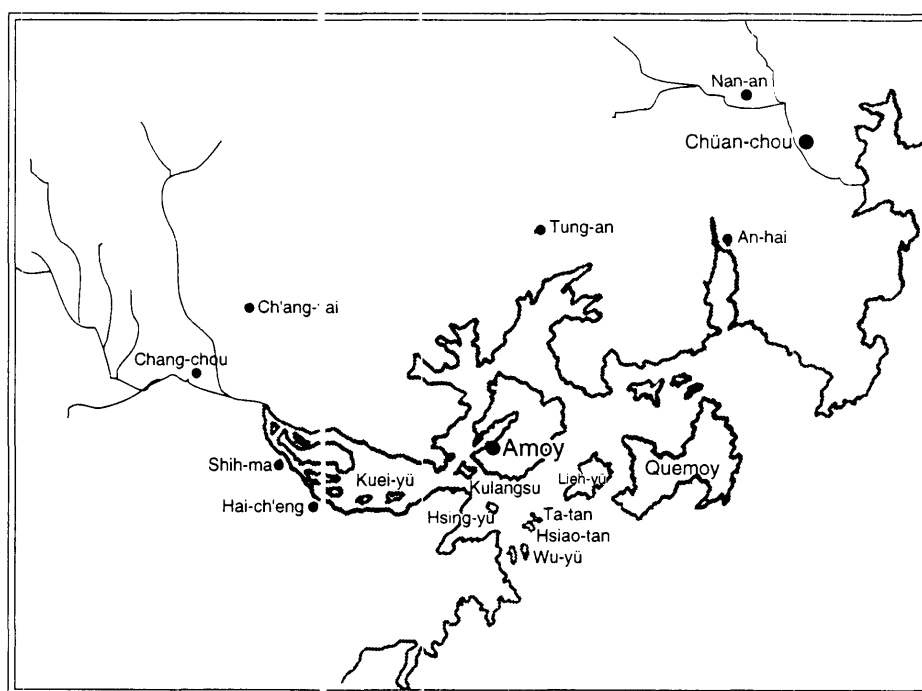 Nan-an
Chüan-chou
Tung-an
An-hai
Chang-chou
Amoy
Shih-ma
Kuei-yü
Kulangsu
Lieh-yü
Quemoy
Hai-ch'eng
Hsing-yü
Ta-tan
Hsiao-tan
Wu-yü